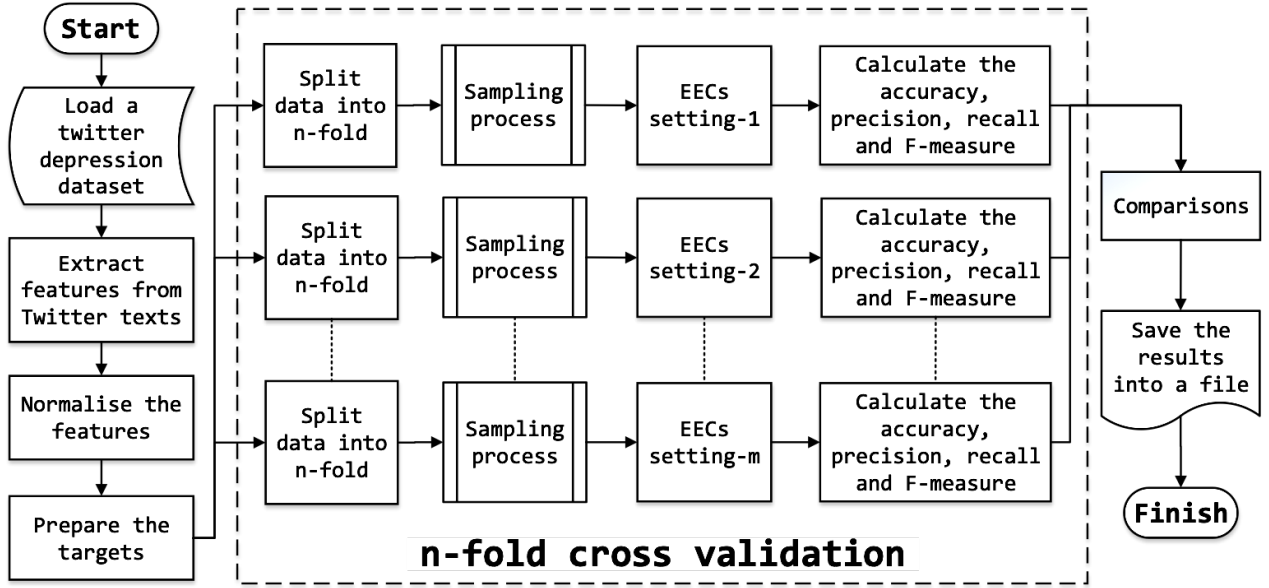 Start
Load a
twitter
depression
dataset
Extract
features from
Twitter texts
Normalise the
features
Prepare the
targets
Split
data into
n-fold
Sampling
process
EECs
setting-1
Calculate the
accuracy,
precision, recall
and F-measure
Split
data into
n-fold
Sampling
process
EECs
setting-2
Calculate the
accuracy,
precision, recall
and F-measure
Split
data into
n-fold
Sampling
process
EECs
setting-m
Calculate the
accuracy,
precision, recall
and F-measure
n-fold cross validation
Comparisons
Save the
results
into a file
Finish